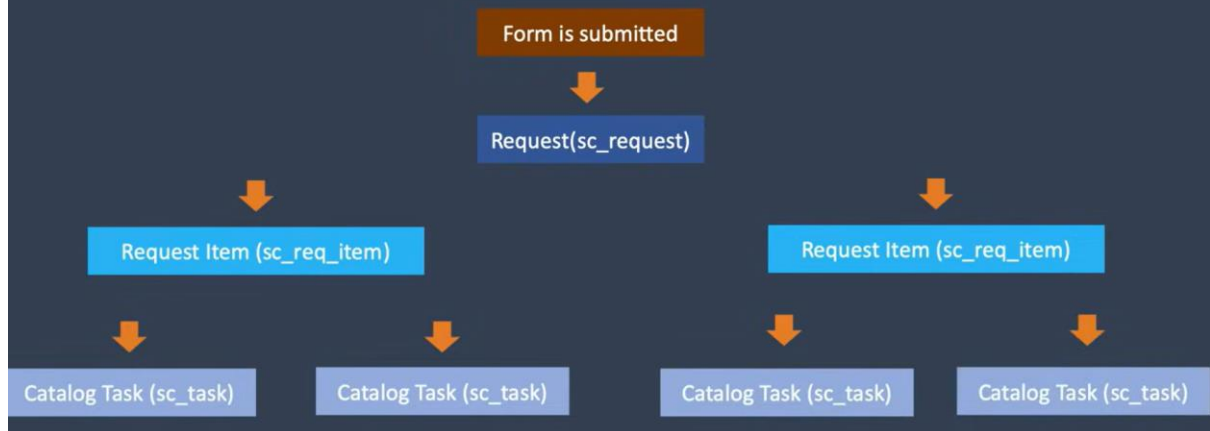 Form is submitted
Request(sc_request)
Request Item (sc_req_item)
Request Item (sc_req_item)
Catalog Task (sc_task)
Catalog Task (sc_task)
Catalog Task (sc_task)
Catalog Task (sc_task)